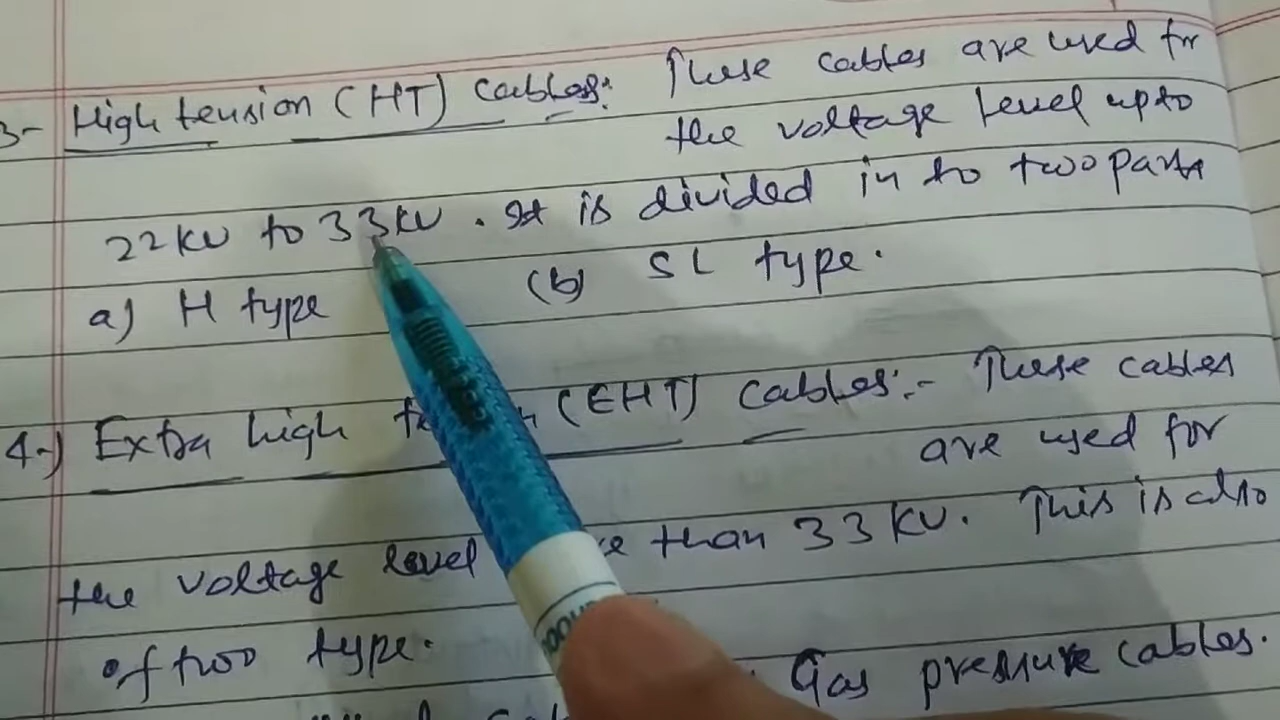 3- High tension (HT) cables:
These cables are used for
the voltage level upto
22KV to 33KV. It is divided in to two parts
a) H type (b) SL type.
4-) Extra high (EHT) cables:- These cables
are used for
the voltage level than 33KV. This is also
of two type.
Gas pressure cables.